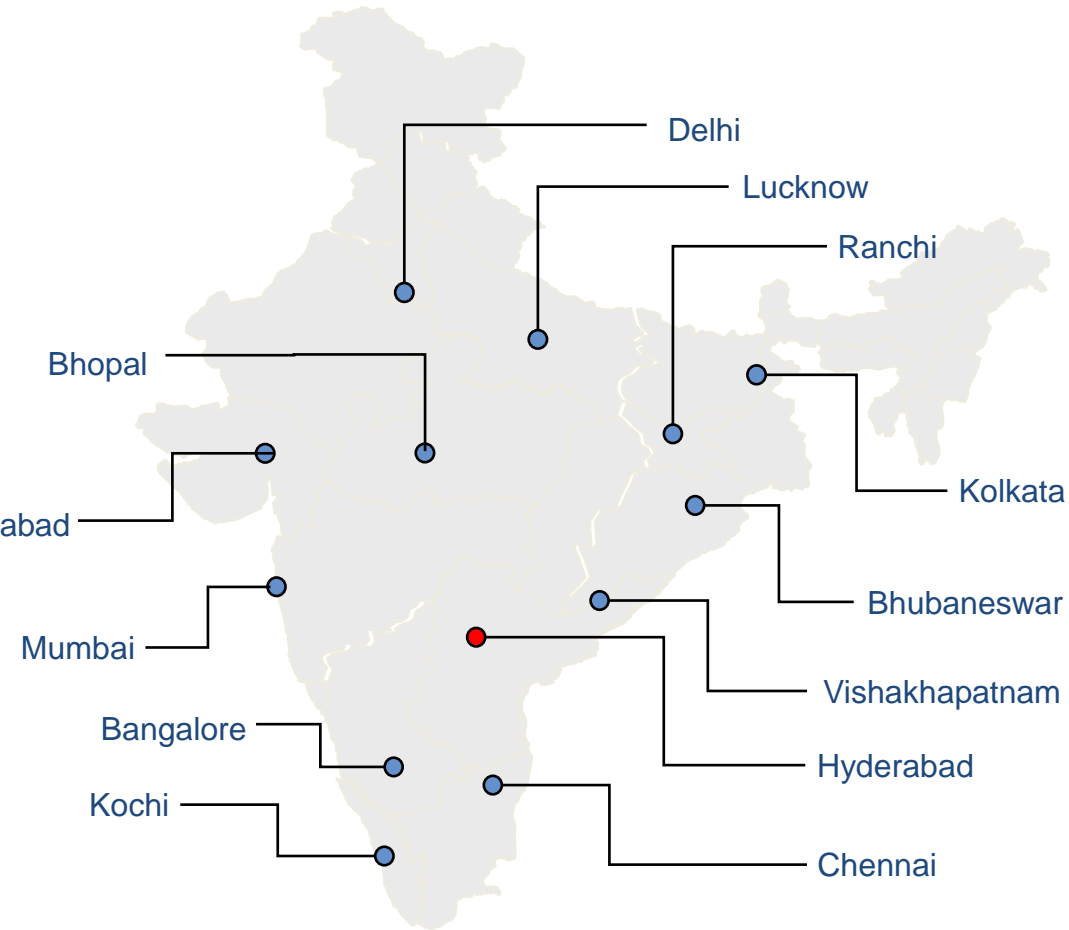 Delhi
Lucknow
Ranchi
Bhopal
Kolkata
abad
Bhubaneswar
Mumbai
Vishakhapatnam
Bangalore
Hyderabad
Kochi
Chennai